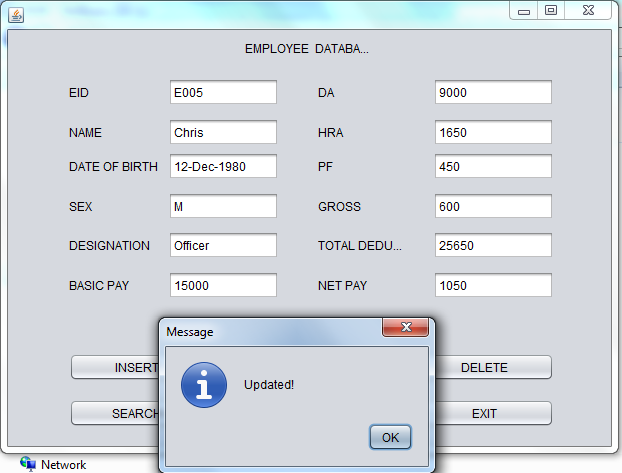 EMPLOYEE DATABA...
EID E005 DA 9000
NAME Chris HRA 1650
DATE OF BIRTH 12-Dec-1980 PF 450
SEX M GROSS 600
DESIGNATION Officer TOTAL DEDU... 25650
BASIC PAY 15000 NET PAY 1050
Message
Updated!
OK
INSERT DELETE
SEARCH EXIT
Network